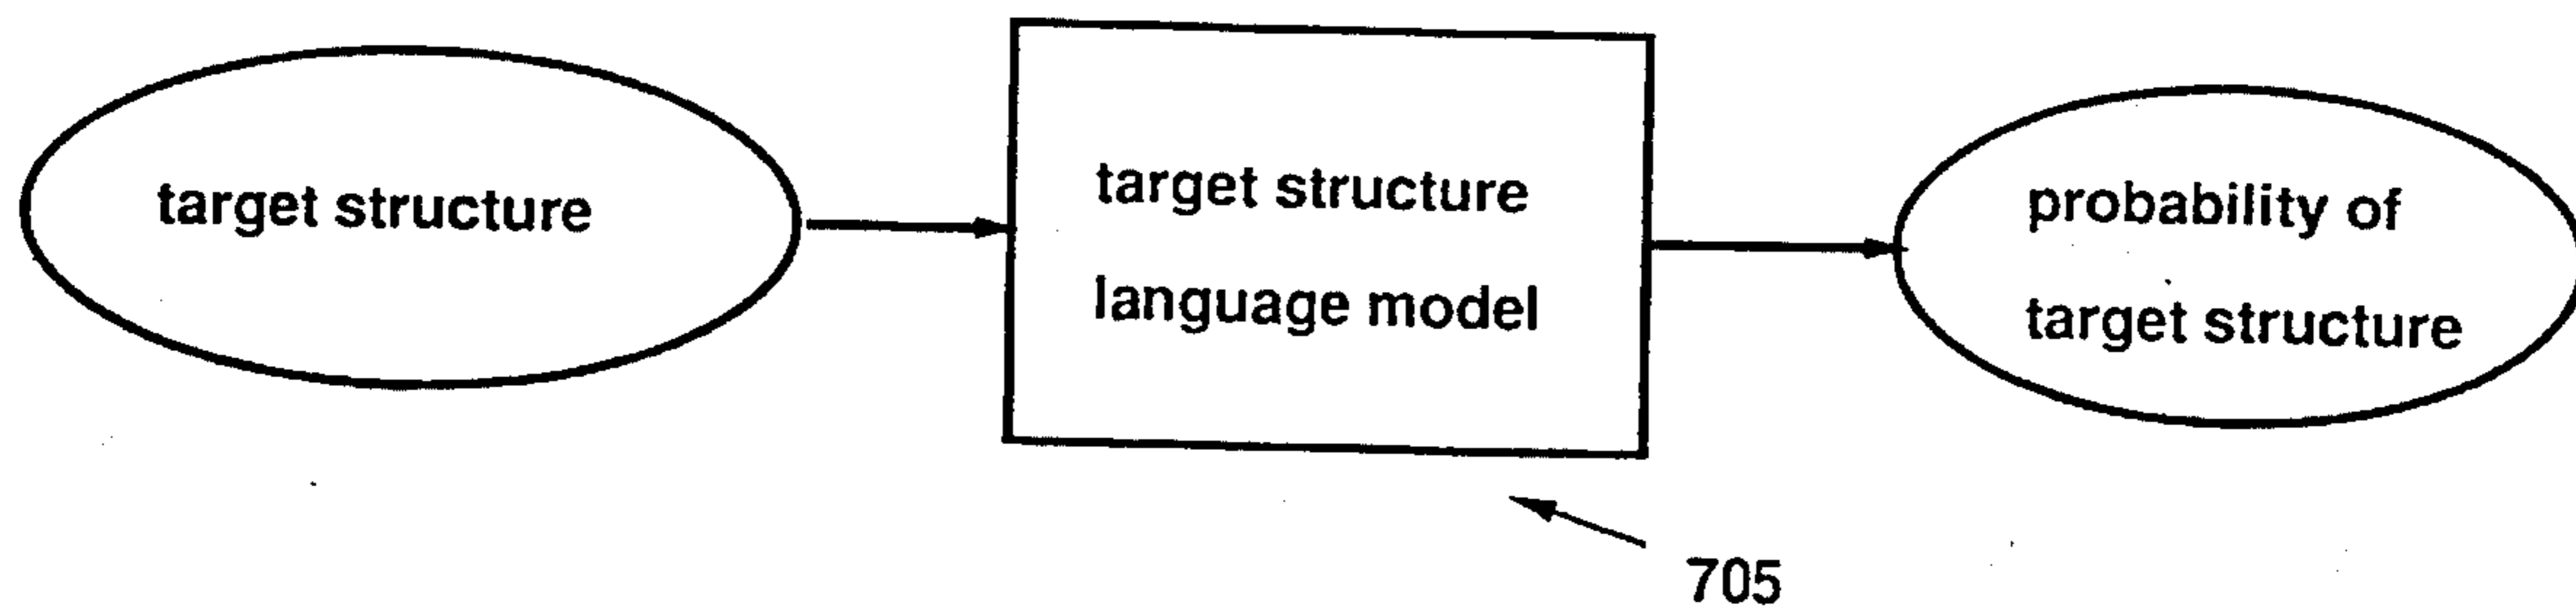 target structure
target structure
language model
probability of
target structure
705